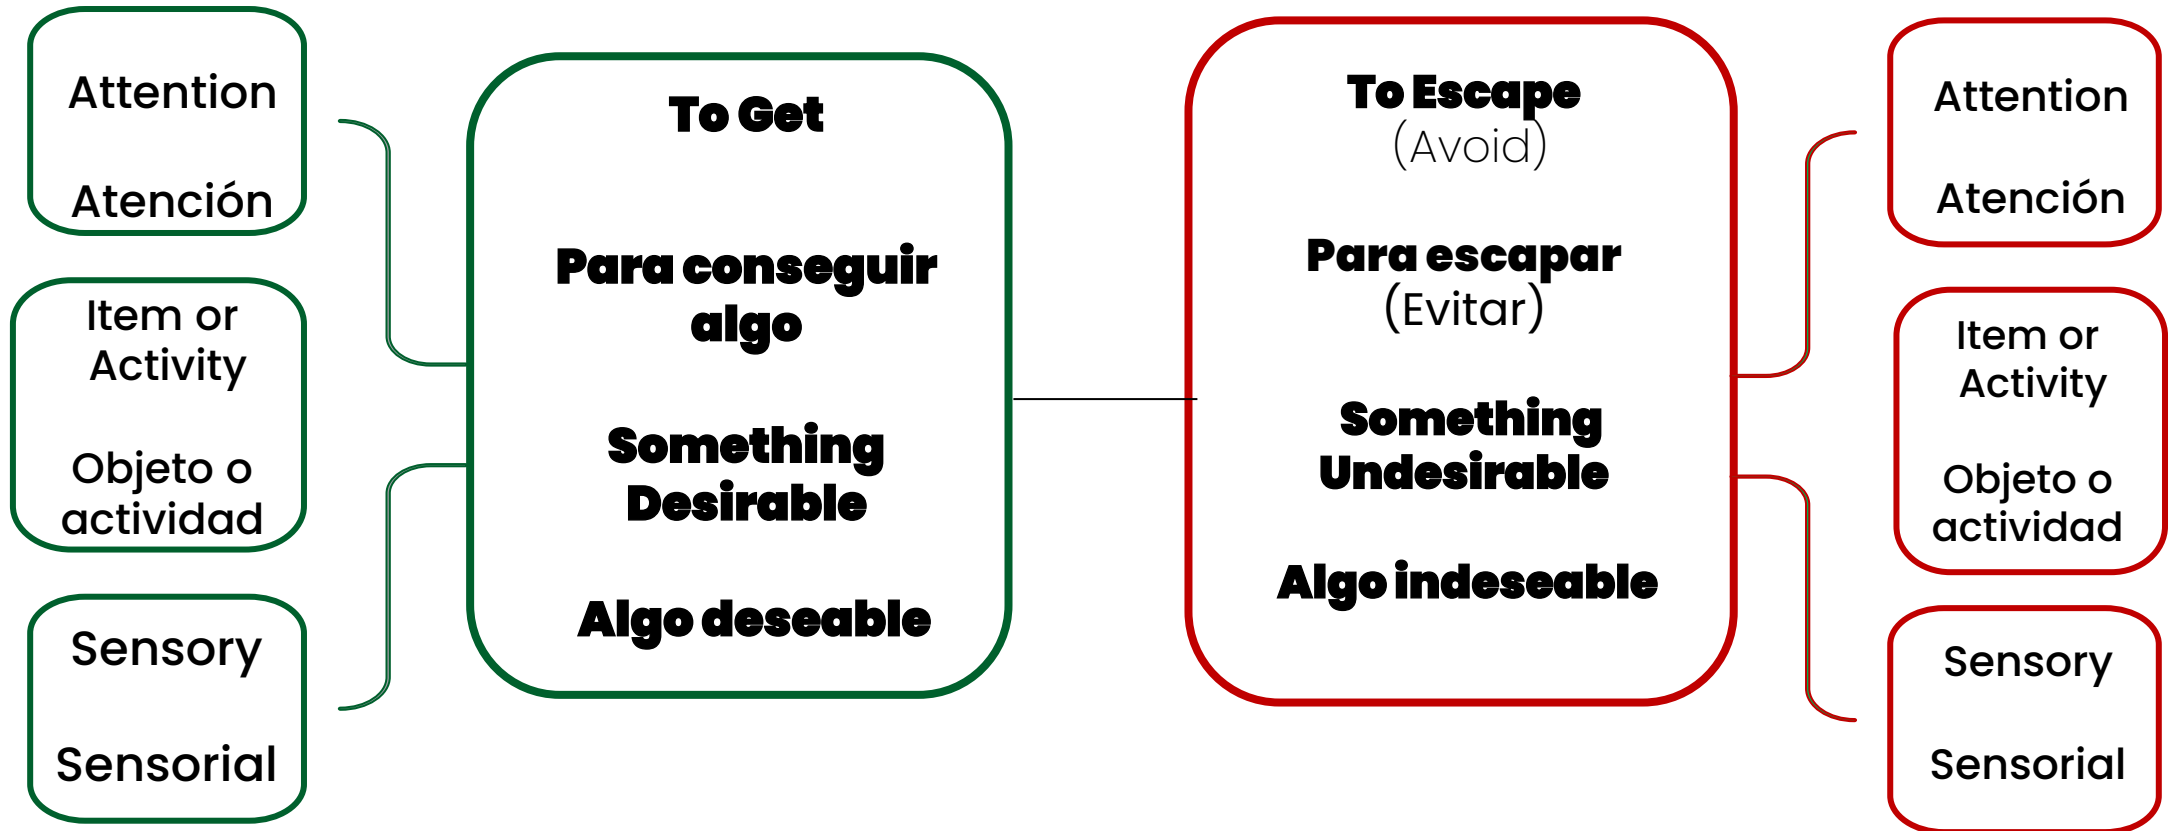 Attention
Atención
Item or
Activity
Objeto o
actividad
Sensory
Sensorial
To Get
Para conseguir
algo
Something
Desirable
Algo deseable
To Escape
(Avoid)
Para escapar
(Evitar)
Something
Undesirable
Algo indeseable
Attention
Atención
Item or
Activity
Objeto o
actividad
Sensory
Sensorial